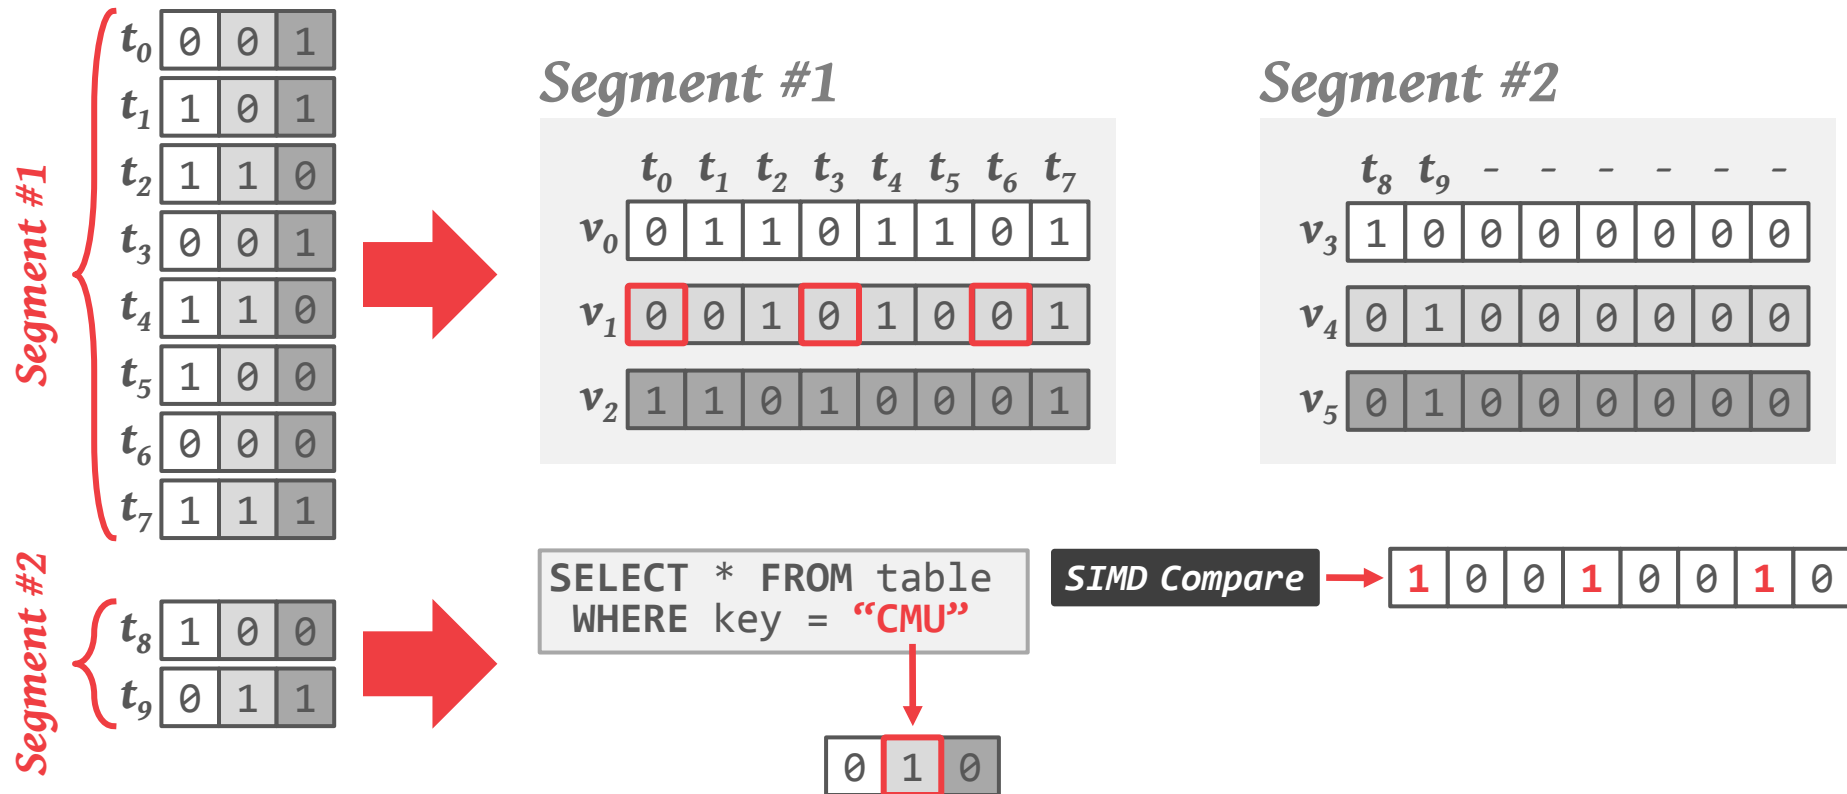 Segment #1
t0 0 0 1
t1 1 0 1
t2 1 1 0
t3 0 0 1
t4 1 1 0
t5 1 0 0
t6 0 0 0
t7 1 1 1
Segment #2
t8 1 0 0
t9 0 1 1
Segment #1
t0 t1 t2 t3 t4 t5 t6 t7
v0 0 1 1 0 1 1 0 1
v1 0 0 1 0 1 0 0 1
v2 1 1 0 1 0 0 0 1
Segment #2
t8 t9 - - - - - -
v3 1 0 0 0 0 0 0 0
v4 0 1 0 0 0 0 0 0
v5 0 1 0 0 0 0 0 0
SELECT * FROM table
WHERE key = “CMU”
0 1 0
SIMD Compare
1 0 0 1 0 0 1 0